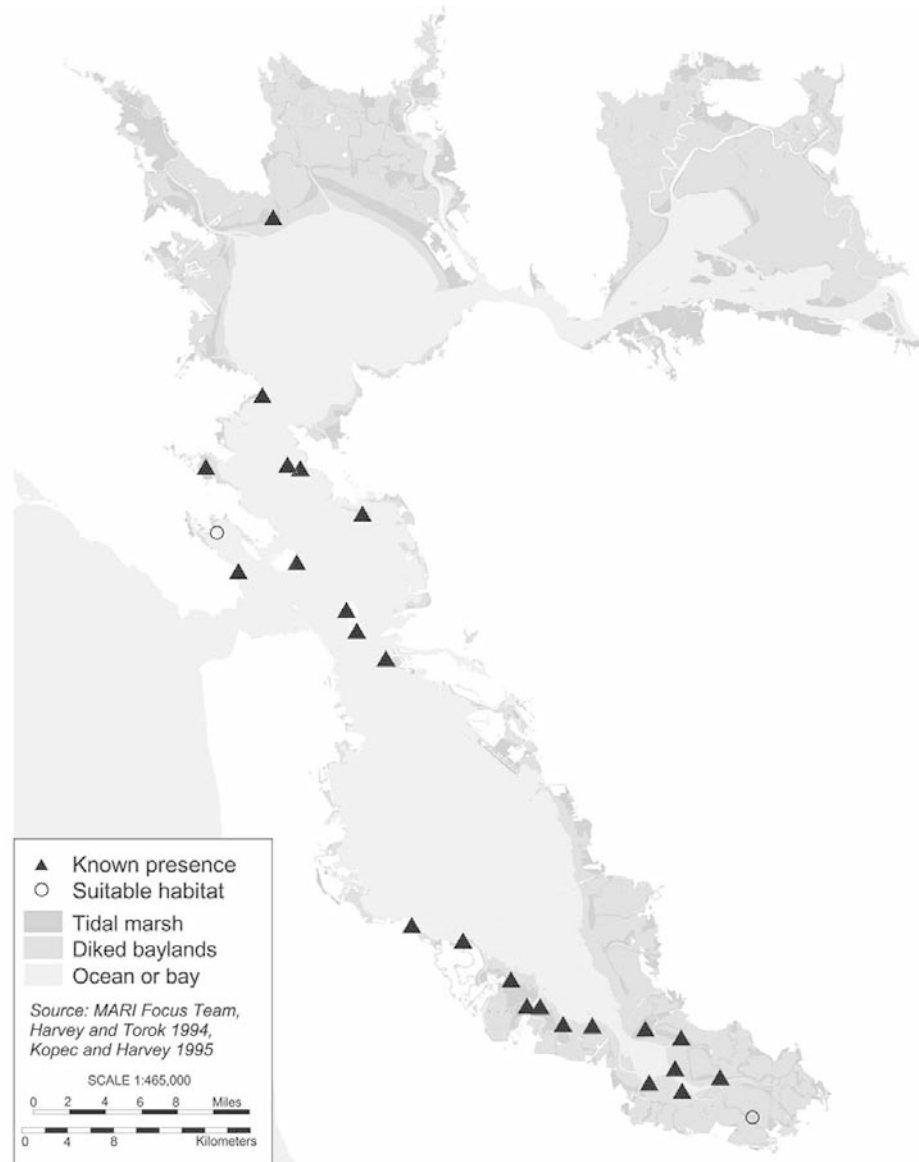 Known presence
Suitable habitat
Tidal marsh
Diked baylands
Ocean or bay
Source: MARI Focus Team,
Harvey and Torok 1994,
Kopec and Harvey 1995
SCALE 1:465,000
0 2 4 6 8 Miles
0 4 8 Kilometers